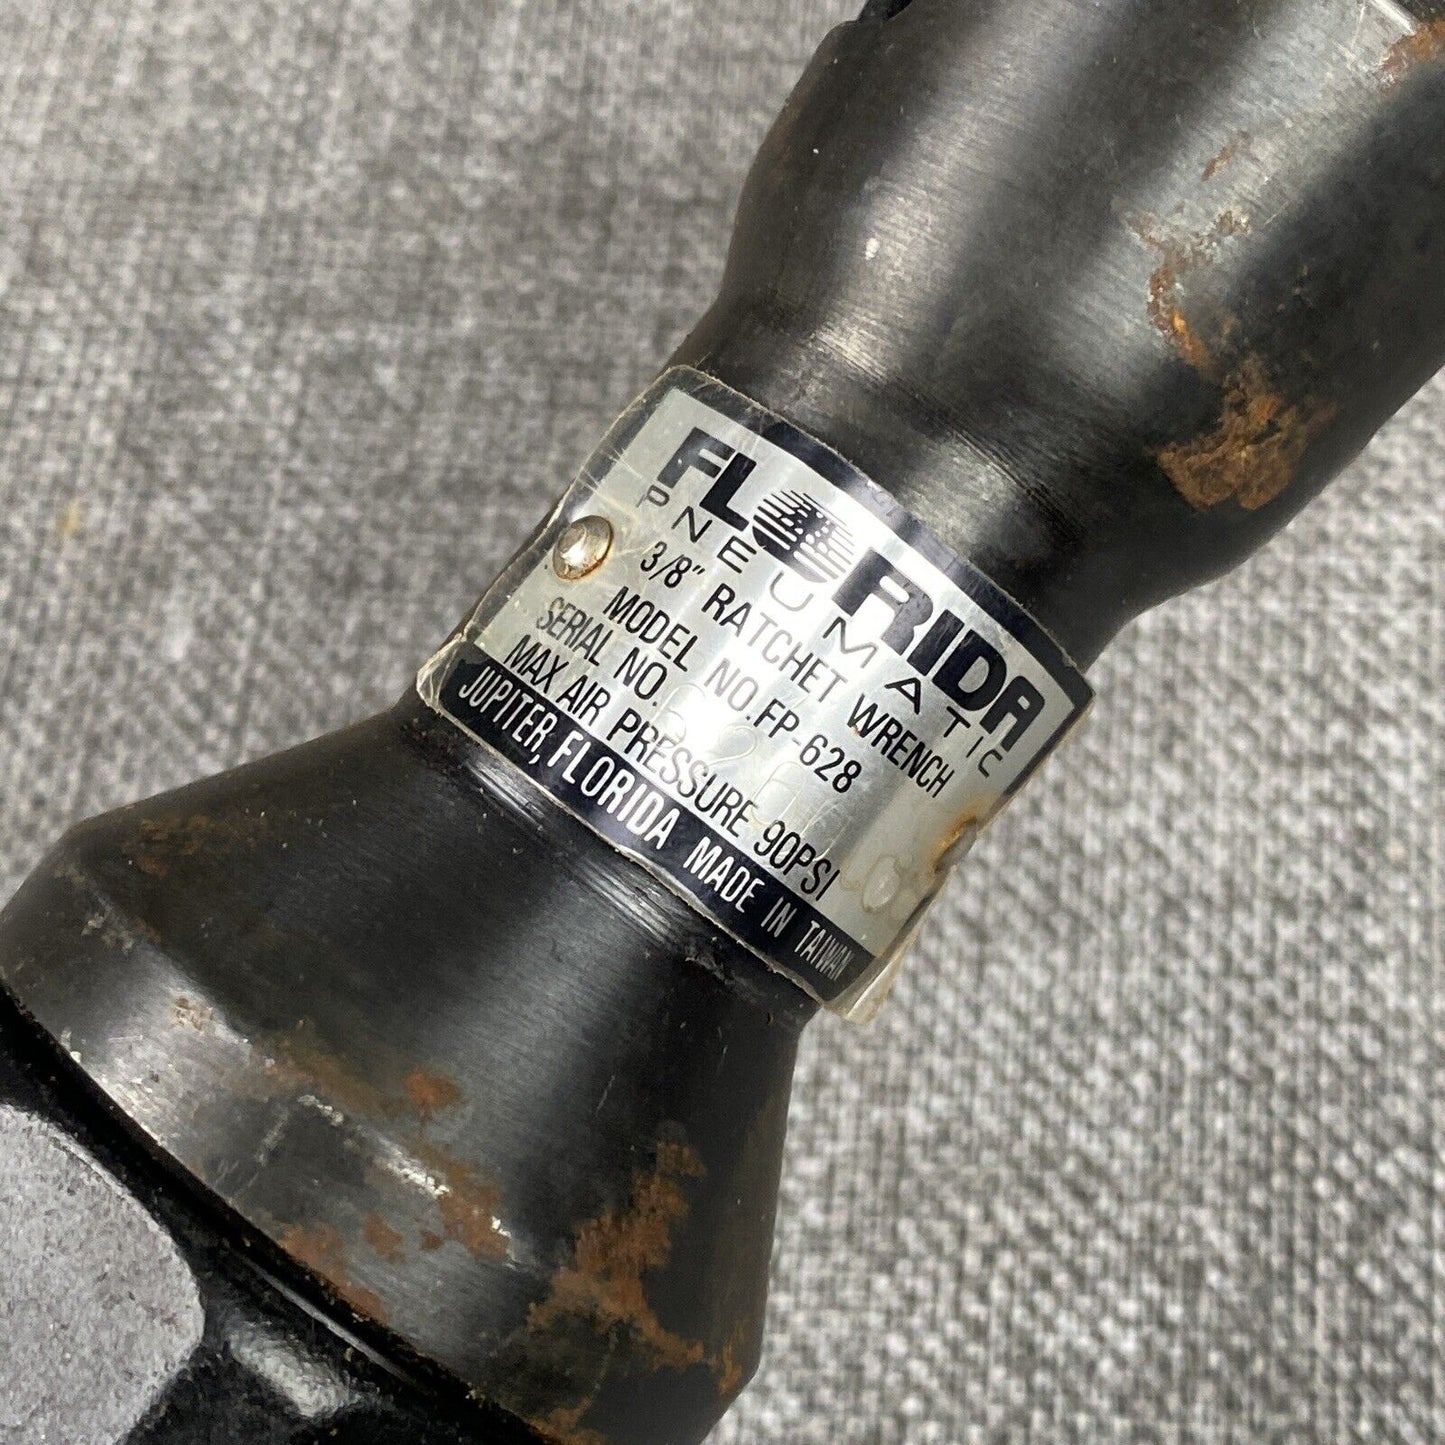 FLORIDA
PNEUMATIC
3/8" RATCHET WRENCH
MODEL NO.FP-628
SERIAL NO.
MAX AIR PRESSURE 90PSI
JUPITER, FLORIDA MADE IN TAIWAN